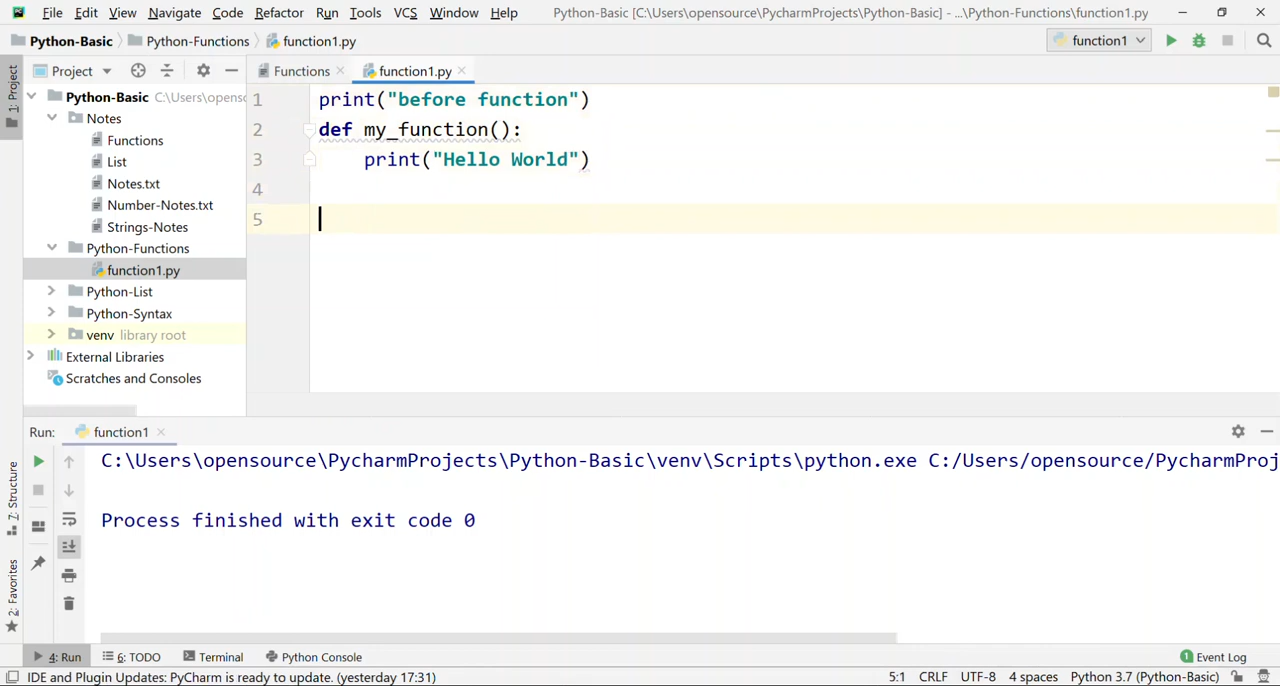 File Edit View Navigate Code Refactor Run Tools VCS Window Help Python-Basic [C:\Users\opensource\PycharmProjects\Python-Basic] - ...\Python-Functions\function1.py
Python-Basic Python-Functions function1.py function1
1: Project
Project
Functions
function1.py
Python-Basic C:\Users\opens
Notes
Functions
List
Notes.txt
Number-Notes.txt
Strings-Notes
Python-Functions
function1.py
Python-List
Python-Syntax
venv library root
External Libraries
Scratches and Consoles
1 print("before function")
2 def my_function():
3     print("Hello World")
4
5
Run: function1
C:\Users\opensource\PycharmProjects\Python-Basic\venv\Scripts\python.exe C:/Users/opensource/PycharmProj
Process finished with exit code 0
7: Structure
2: Favorites
4: Run 6: TODO Terminal Python Console 1 Event Log
IDE and Plugin Updates: PyCharm is ready to update. (yesterday 17:31) 5:1 CRLF UTF-8 4 spaces Python 3.7 (Python-Basic)